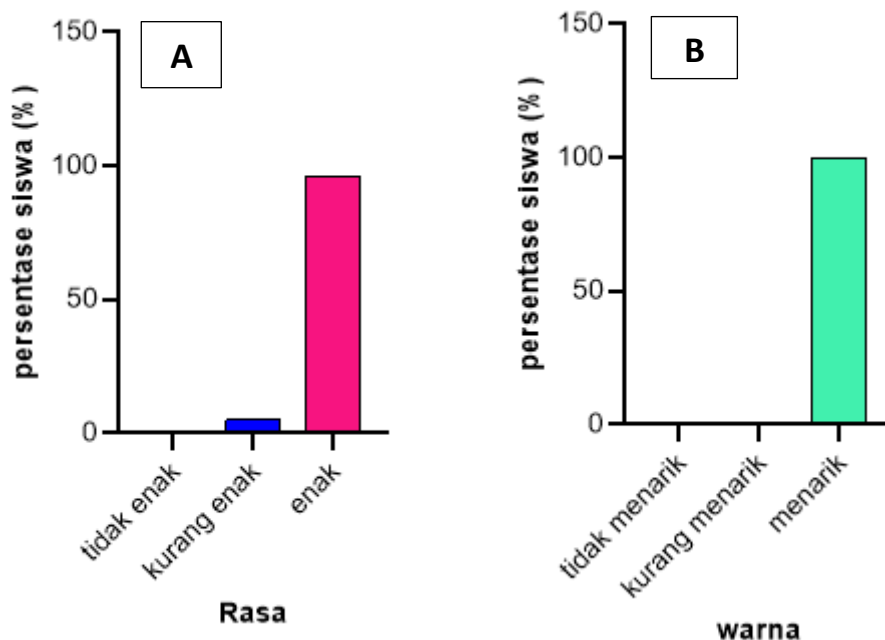 A
persentase siswa (%)
150
100
50
0
tidak enak
kurang enak
enak
Rasa
B
persentase siswa (%)
150
100
50
0
tidak menarik
kurang menarik
menarik
warna